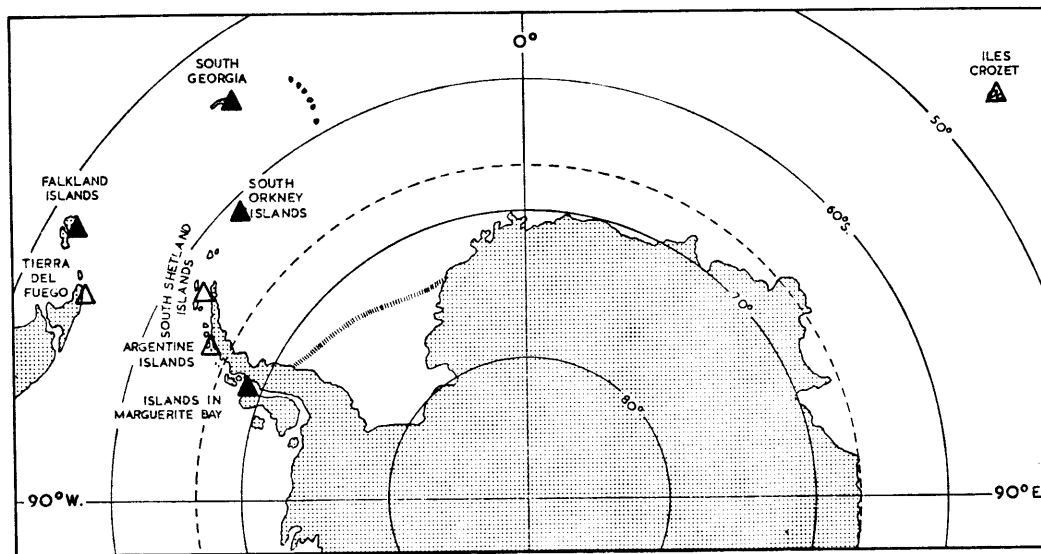 SOUTH
GEORGIA
0°
ILES
CROZET
50°
FALKLAND
ISLANDS
SOUTH
ORKNEY
ISLANDS
60°S.
TIERRA
DEL
FUEGO
SOUTH SHETLAND
ISLANDS
70°
ARGENTINE
ISLANDS
ISLANDS IN
MARGUERITE BAY
80°
90°W.
90°E